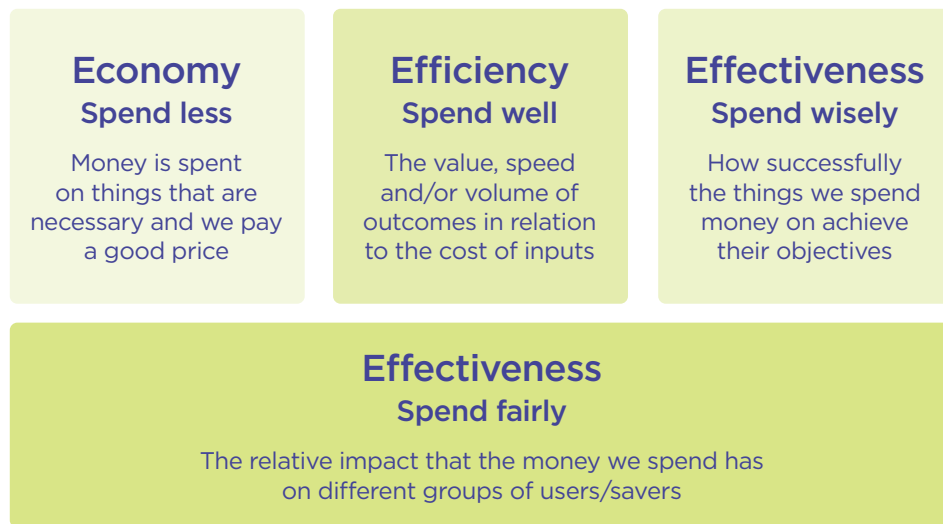 Economy
Spend less
Money is spent
on things that are
necessary and we pay
a good price
Efficiency
Spend well
The value, speed
and/or volume of
outcomes in relation
to the cost of inputs
Effectiveness
Spend wisely
How successfully
the things we spend
money on achieve
their objectives
Effectiveness
Spend fairly
The relative impact that the money we spend has
on different groups of users/savers